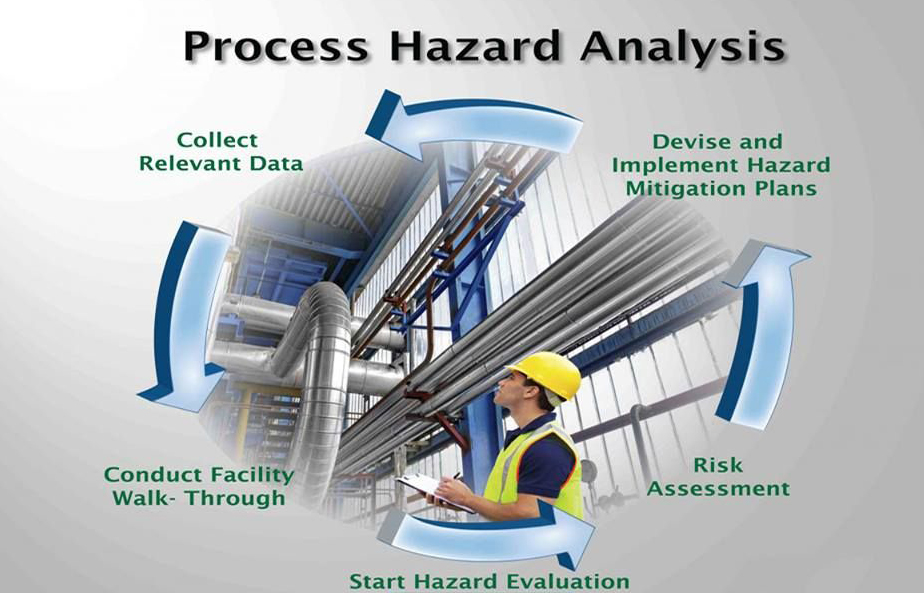 Process Hazard Analysis
Collect
Relevant Data
Devise and
Implement Hazard
Mitigation Plans
Conduct Facility
Walk- Through
Risk
Assessment
Start Hazard Evaluation